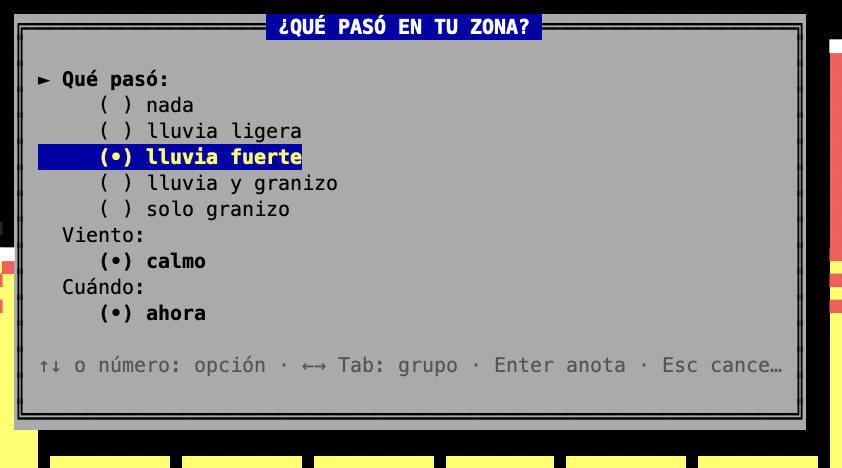 ¿QUÉ PASÓ EN TU ZONA?
► Qué pasó:
( ) nada
( ) lluvia ligera
(•) lluvia fuerte
( ) lluvia y granizo
( ) solo granizo
Viento:
(•) calmo
Cuándo:
(•) ahora
↑↓ o número: opción · ←→ Tab: grupo · Enter anota · Esc cance…